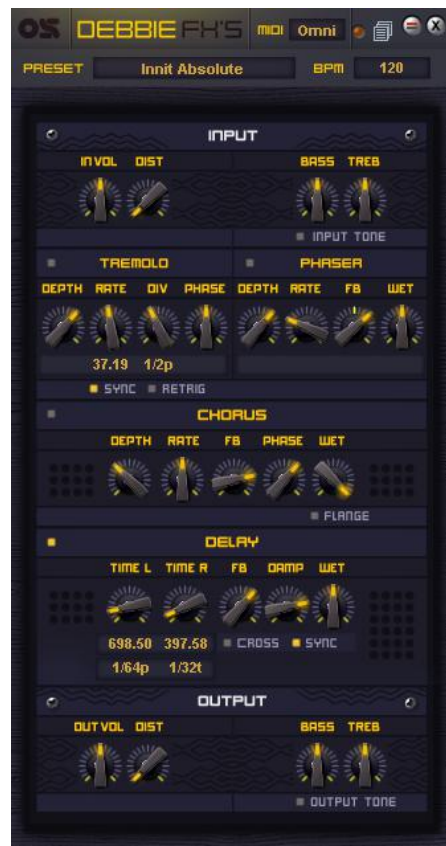 OS DEBBIE FX'S MIDI Omni
PRESET Innit Absolute BPM 120
INPUT
IN VOL DIST BASS TREB
INPUT TONE
TREMOLO PHASER
DEPTH RATE DIV PHASE DEPTH RATE FB WET
37.19 1/2p
SYNC RETRIG
CHORUS
DEPTH RATE FB PHASE WET
FLANGE
DELAY
TIME L TIME R FB DAMP WET
698.50 397.58 CROSS SYNC
1/64p 1/32t
OUTPUT
OUT VOL DIST BASS TREB
OUTPUT TONE